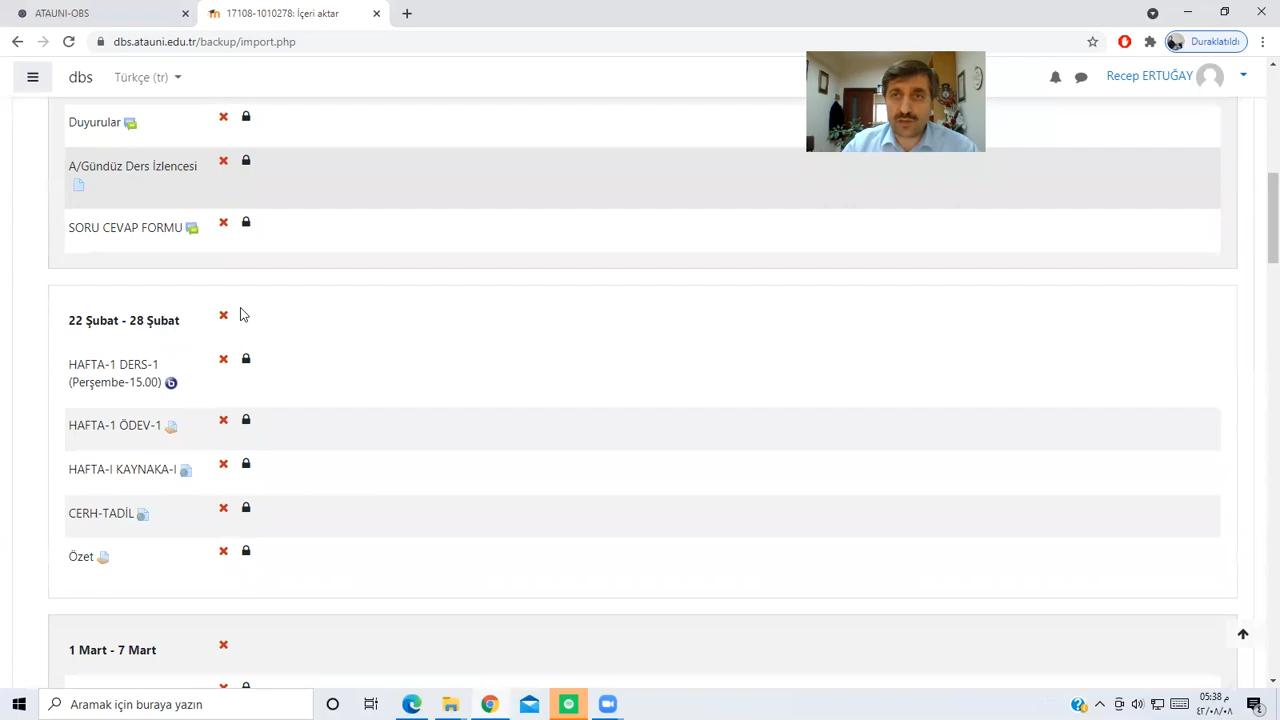 ATAUNI-OBS
17108-1010278: İçeri aktar
dbs.atauni.edu.tr/backup/import.php
Duraklatıldı
dbs
Türkçe (tr)
Recep ERTUĞAY
Duyurular
A/Gündüz Ders İzlencesi
SORU CEVAP FORMU
22 Şubat - 28 Şubat
HAFTA-1 DERS-1
(Perşembe-15.00)
HAFTA-1 ÖDEV-1
HAFTA-I KAYNAKA-I
CERH-TADİL
Özet
1 Mart - 7 Mart
Aramak için buraya yazın
05:38 م